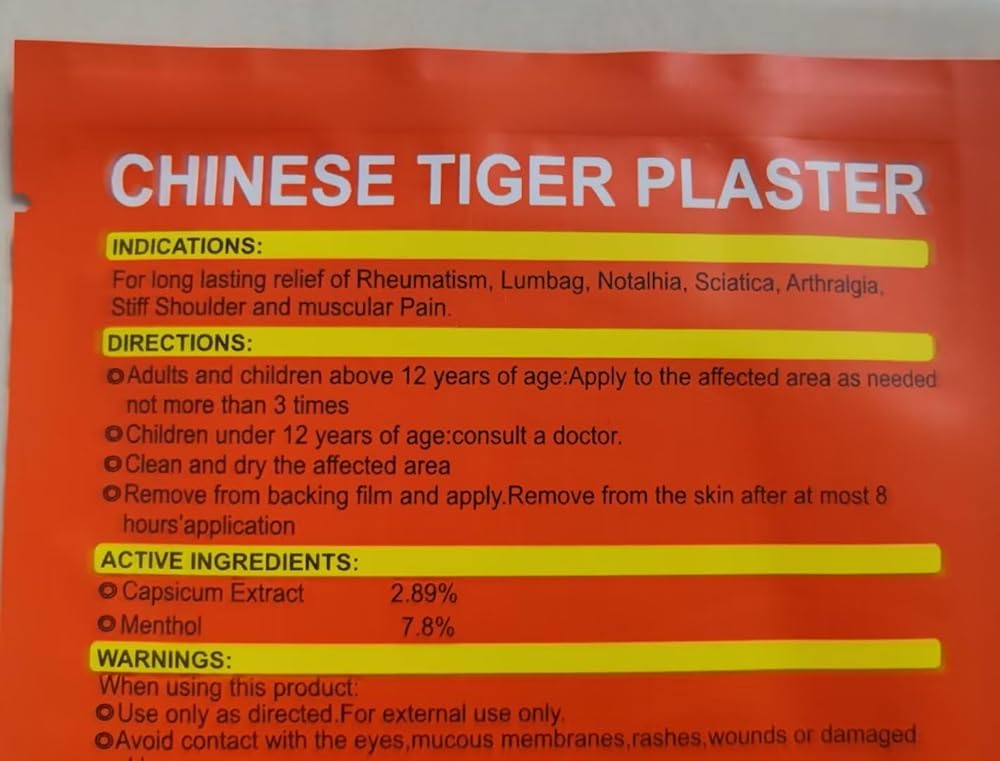 CHINESE TIGER PLASTER
INDICATIONS:
For long lasting relief of Rheumatism, Lumbag, Notalhia, Sciatica, Arthralgia,
Stiff Shoulder and muscular Pain.
DIRECTIONS:
Adults and children above 12 years of age:Apply to the affected area as needed
not more than 3 times
Children under 12 years of age:consult a doctor.
Clean and dry the affected area
Remove from backing film and apply.Remove from the skin after at most 8
hours'application
ACTIVE INGREDIENTS:
Capsicum Extract 2.89%
Menthol 7.8%
WARNINGS:
When using this product:
Use only as directed.For external use only.
Avoid contact with the eyes,mucous membranes,rashes,wounds or damaged